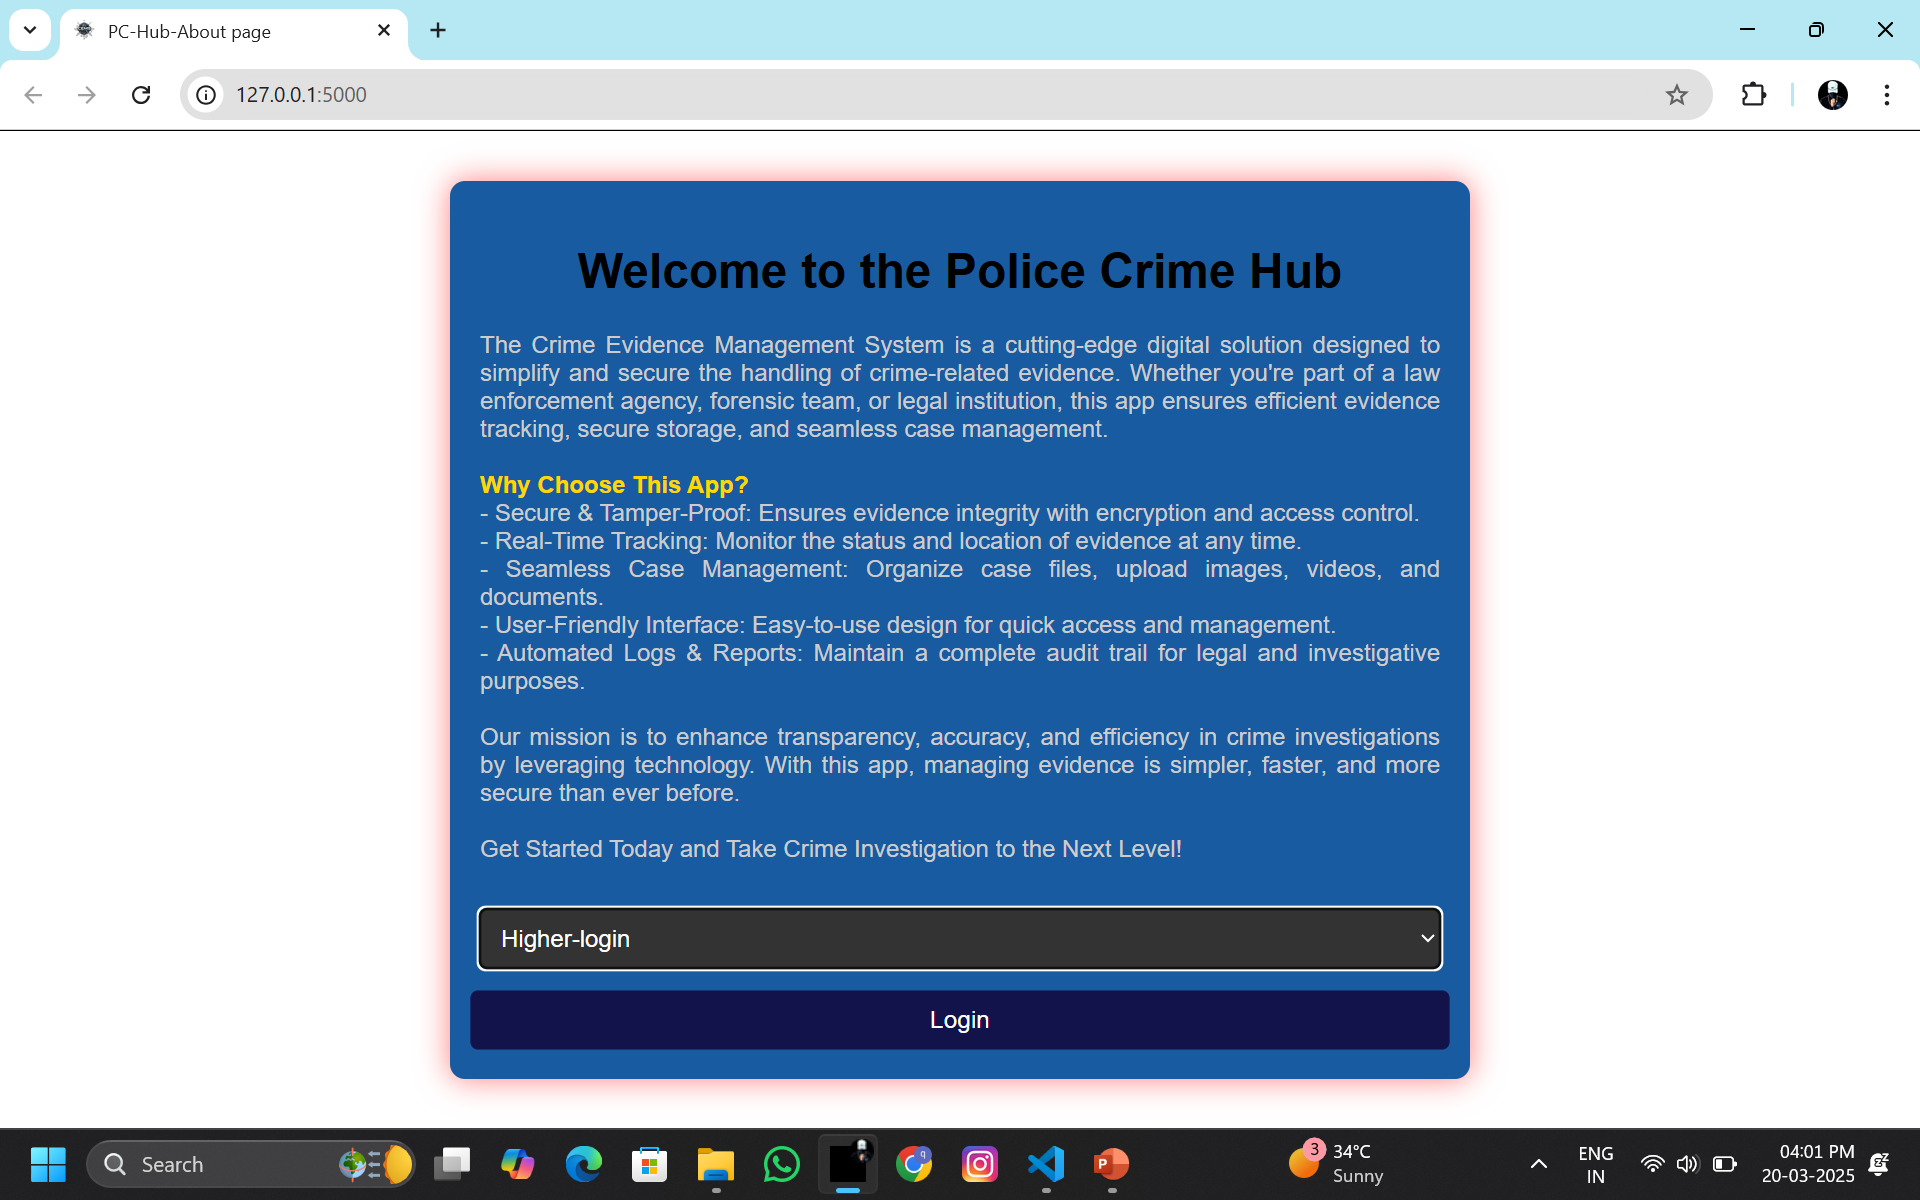 PC-Hub-About page
127.0.0.1:5000
Welcome to the Police Crime Hub
The Crime Evidence Management System is a cutting-edge digital solution designed to
simplify and secure the handling of crime-related evidence. Whether you're part of a law
enforcement agency, forensic team, or legal institution, this app ensures efficient evidence
tracking, secure storage, and seamless case management.
Why Choose This App?
- Secure & Tamper-Proof: Ensures evidence integrity with encryption and access control.
- Real-Time Tracking: Monitor the status and location of evidence at any time.
- Seamless Case Management: Organize case files, upload images, videos, and
documents.
- User-Friendly Interface: Easy-to-use design for quick access and management.
- Automated Logs & Reports: Maintain a complete audit trail for legal and investigative
purposes.
Our mission is to enhance transparency, accuracy, and efficiency in crime investigations
by leveraging technology. With this app, managing evidence is simpler, faster, and more
secure than ever before.
Get Started Today and Take Crime Investigation to the Next Level!
Higher-login
Login
Search
3
34°C
Sunny
ENG
IN
04:01 PM
20-03-2025